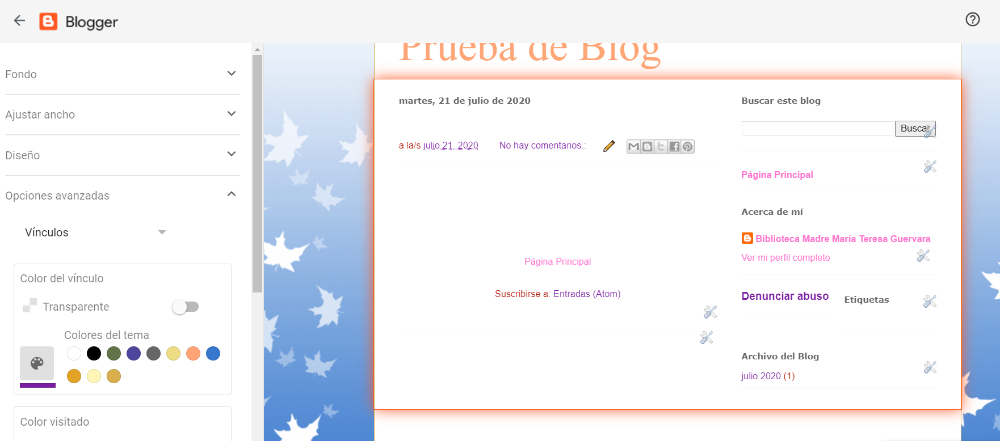 Blogger
Fondo
Ajustar ancho
Diseño
Opciones avanzadas
Vínculos
Color del vínculo
Transparente
Colores del tema
Color visitado
Prueba de Blog
martes, 21 de julio de 2020
a la/s julio 21, 2020 No hay comentarios.:
Página Principal
Suscribirse a: Entradas (Atom)
Buscar este blog
Buscar
Página Principal
Acerca de mí
Biblioteca Madre María Teresa Guervara
Ver mi perfil completo
Denunciar abuso
Etiquetas
Archivo del Blog
julio 2020 (1)